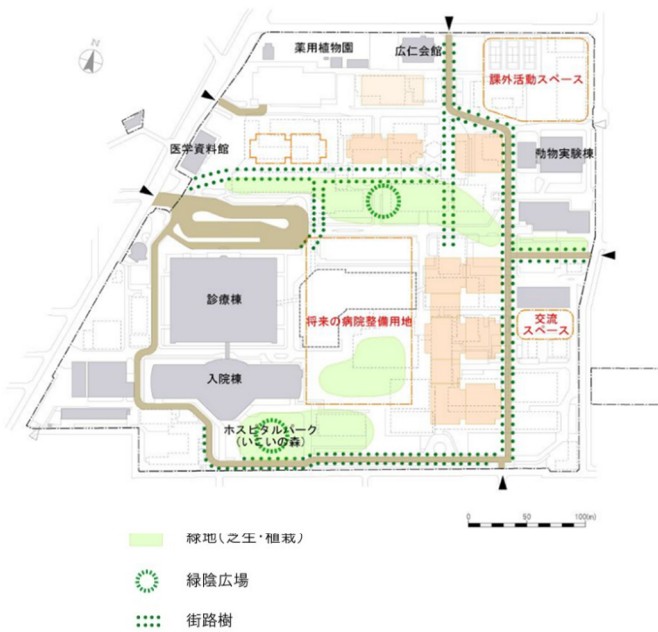 N
薬用植物園
広仁会館
課外活動スペース
医学資料館
動物実験棟
診療棟
将来の病院整備用地
交流
スペース
入院棟
ホスピタルパーク
(いこいの森)
0 50 100(m)
緑地(芝生・植栽)
緑陰広場
街路樹